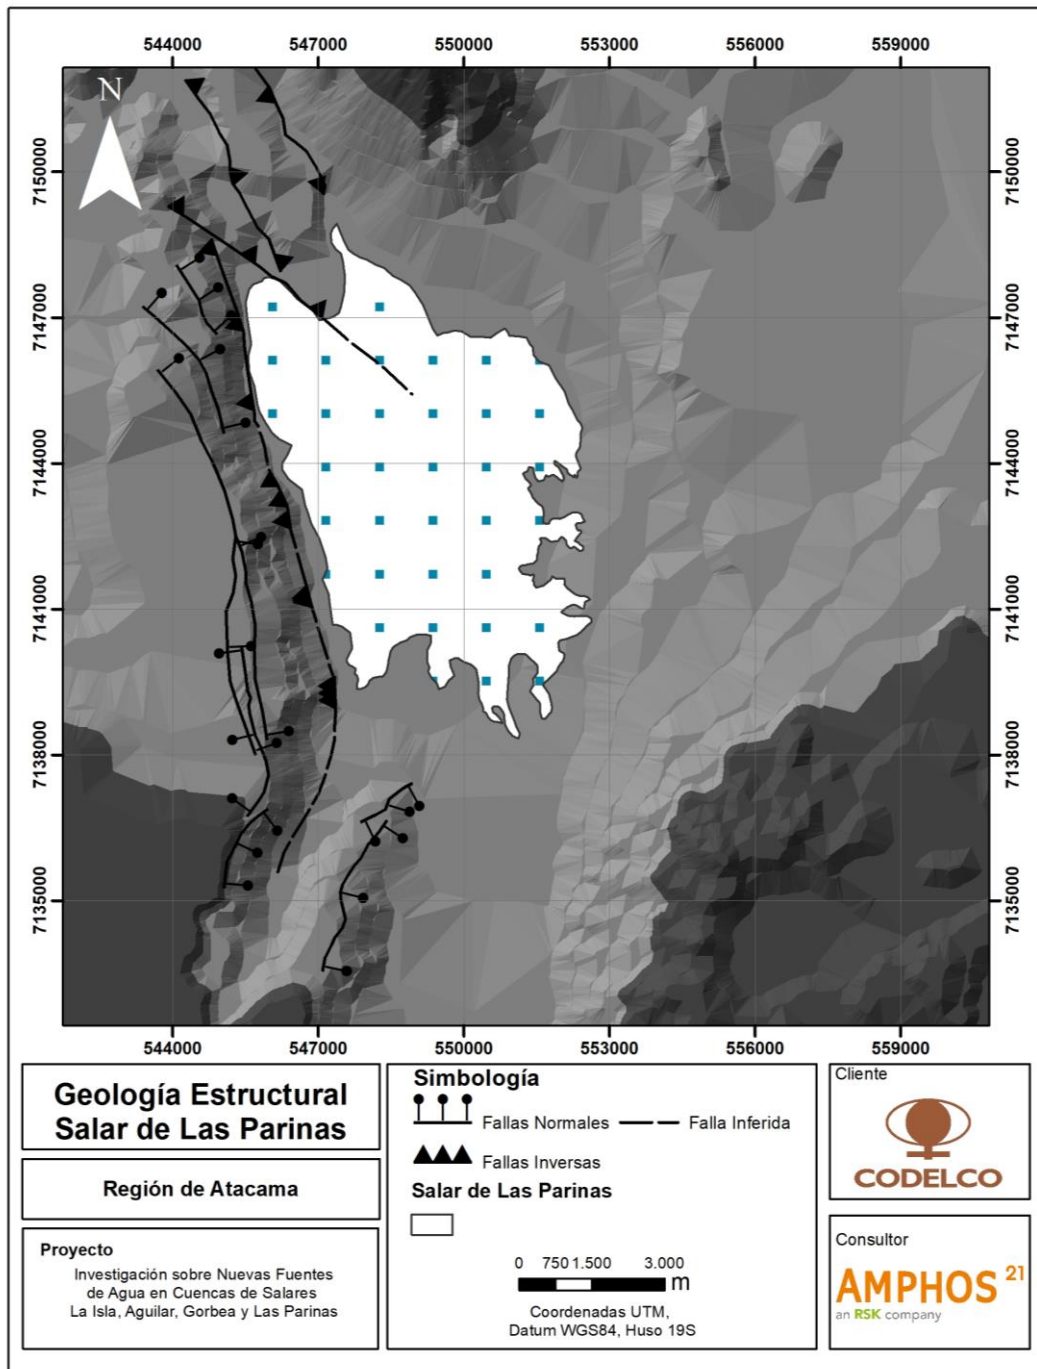 544000 547000 550000 553000 556000 559000
N
7150000 7150000
7147000 7147000
7144000 7144000
7141000 7141000
7138000 7138000
7135000 7135000
544000 547000 550000 553000 556000 559000
Geología Estructural
Salar de Las Parinas
Región de Atacama
Proyecto
Investigación sobre Nuevas Fuentes
de Agua en Cuencas de Salares
La Isla, Aguilar, Gorbea y Las Parinas
Simbología
Fallas Normales Falla Inferida
Fallas Inversas
Salar de Las Parinas
0 750 1.500 3.000
m
Coordenadas UTM,
Datum WGS84, Huso 19S
Cliente
CODELCO
Consultor
AMPHOS 21
an RSK company